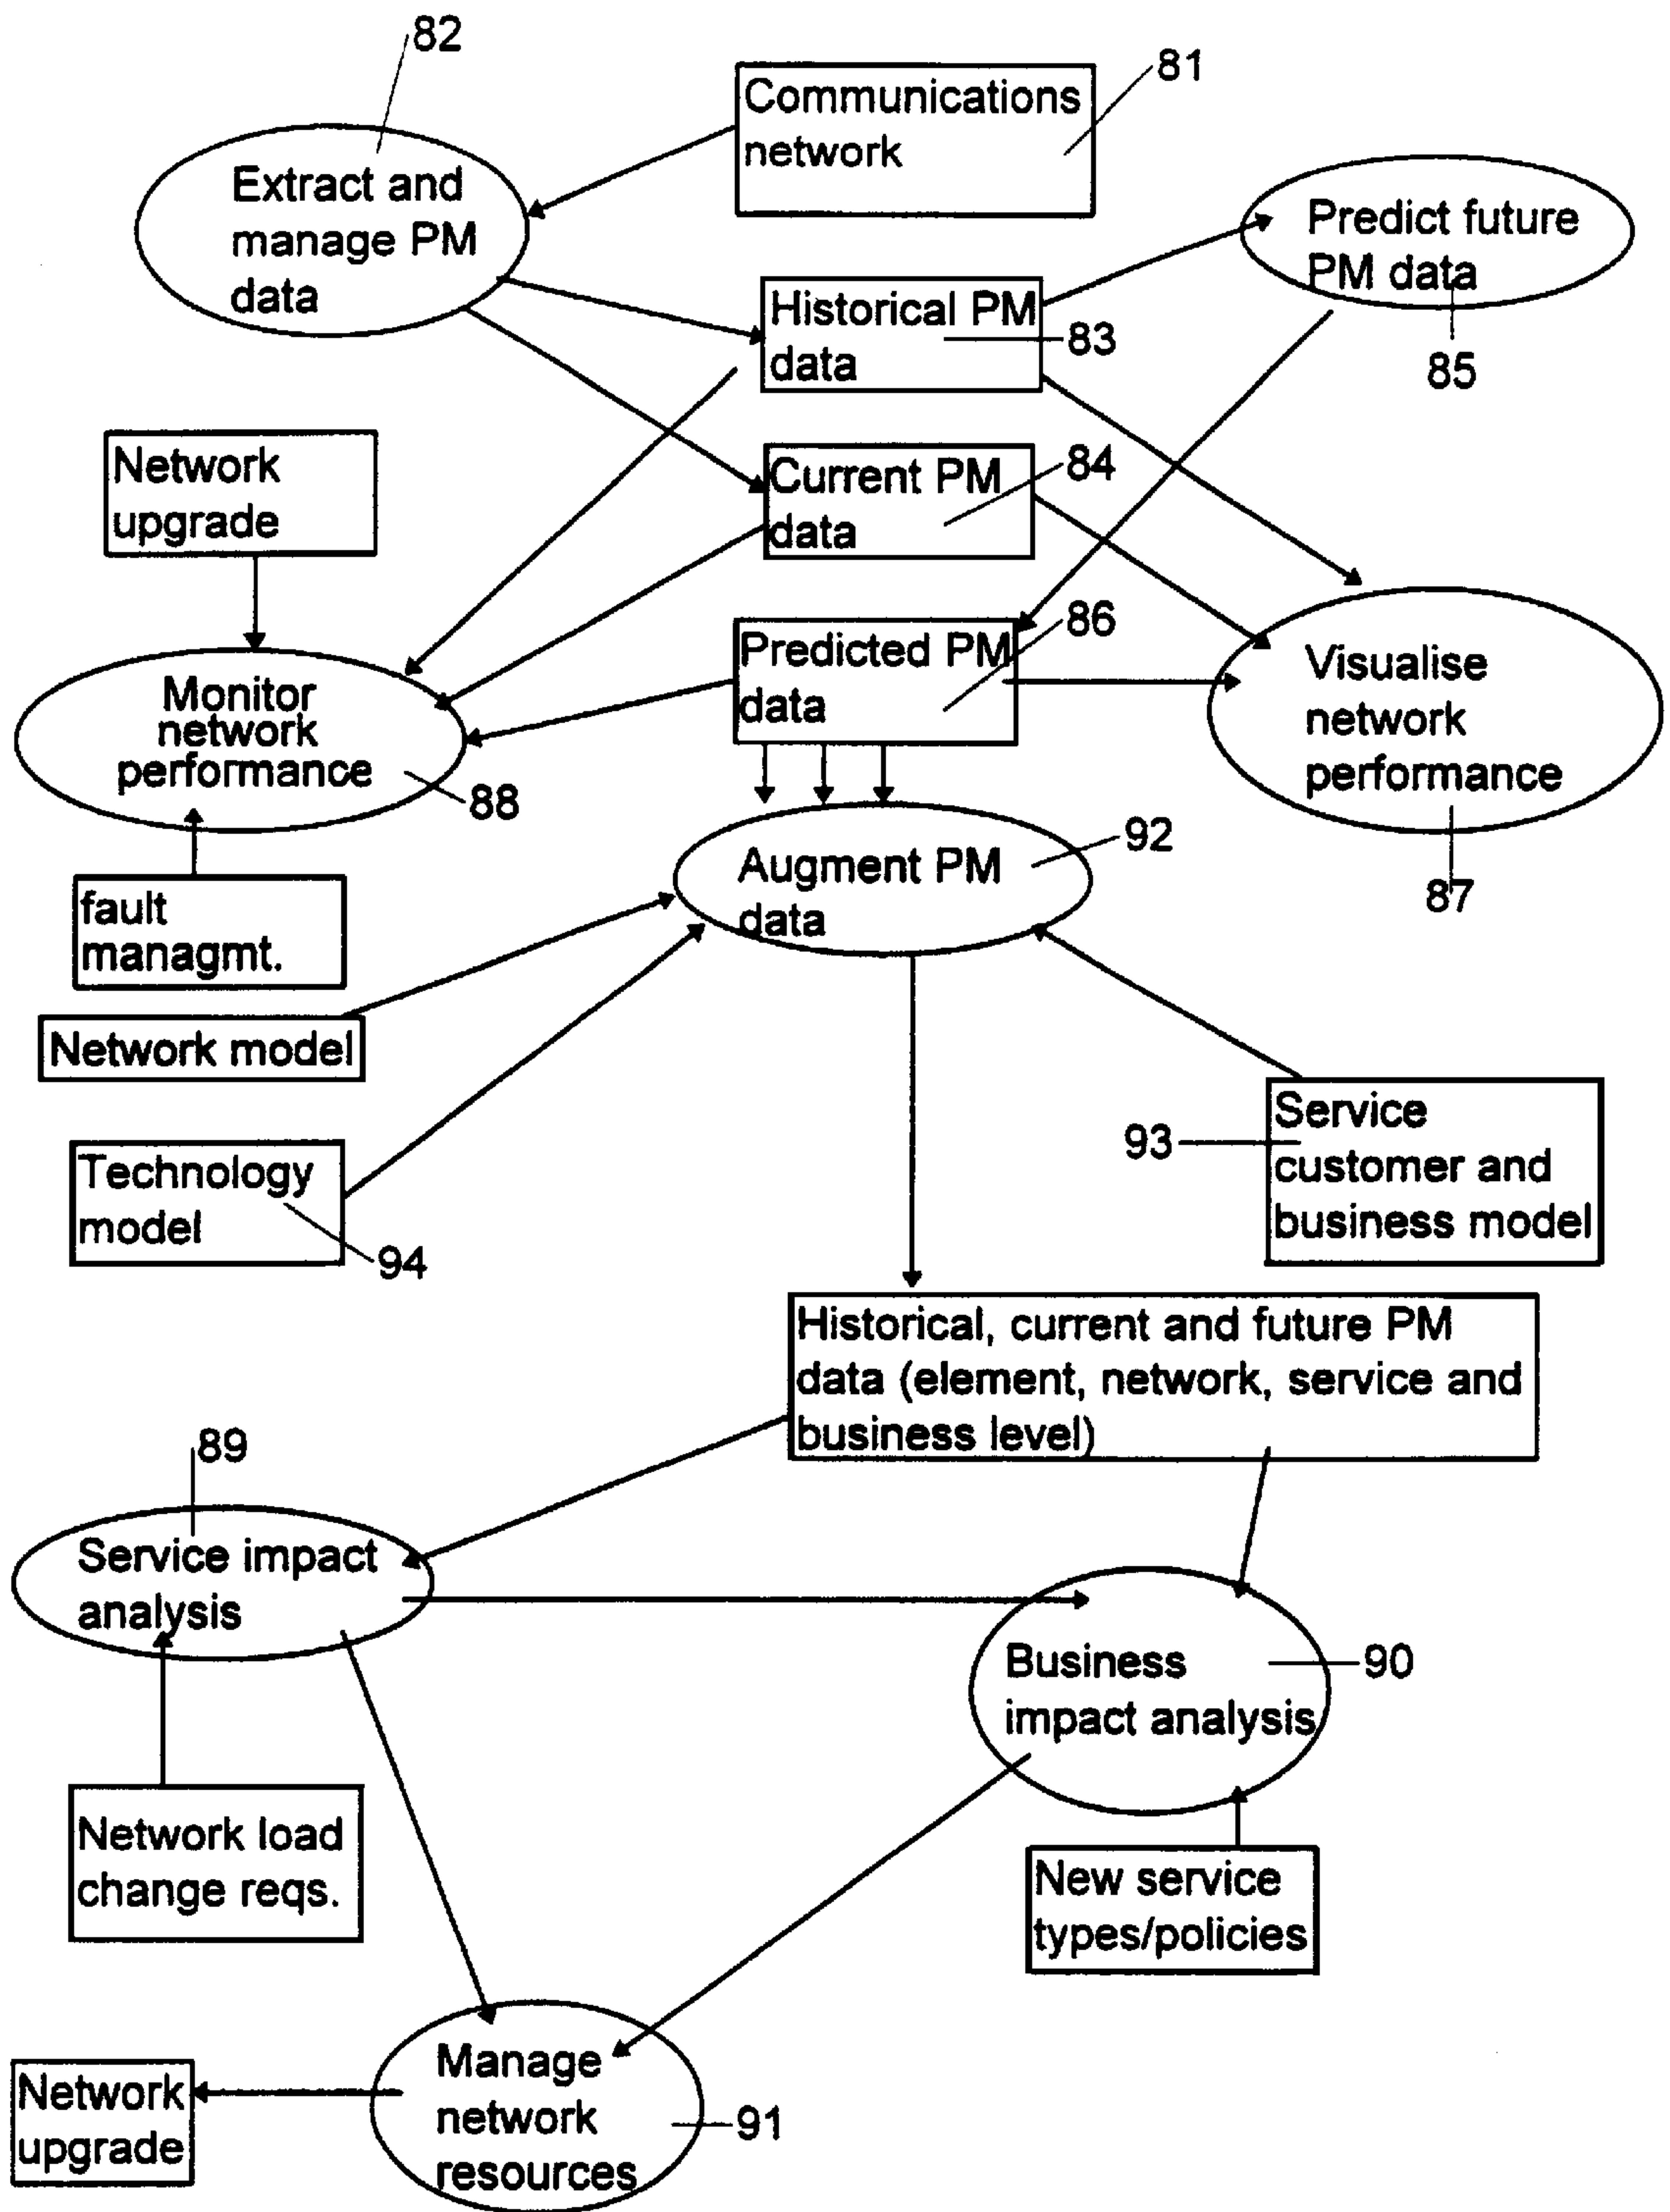 82
Communications
network
81
Extract and
manage PM
data
Predict future
PM data
85
Historical PM
data
83
Network
upgrade
Current PM
data
84
Predicted PM
data
86
Monitor
network
performance
88
Visualise
network
performance
87
fault
managmt.
Augment PM
data
92
Network model
Technology
model
94
93
Service
customer and
business model
Historical, current and future PM
data (element, network, service and
business level)
89
Service impact
analysis
Business
impact analysis
90
Network load
change reqs.
New service
types/policies
Network
upgrade
Manage
network
resources
91